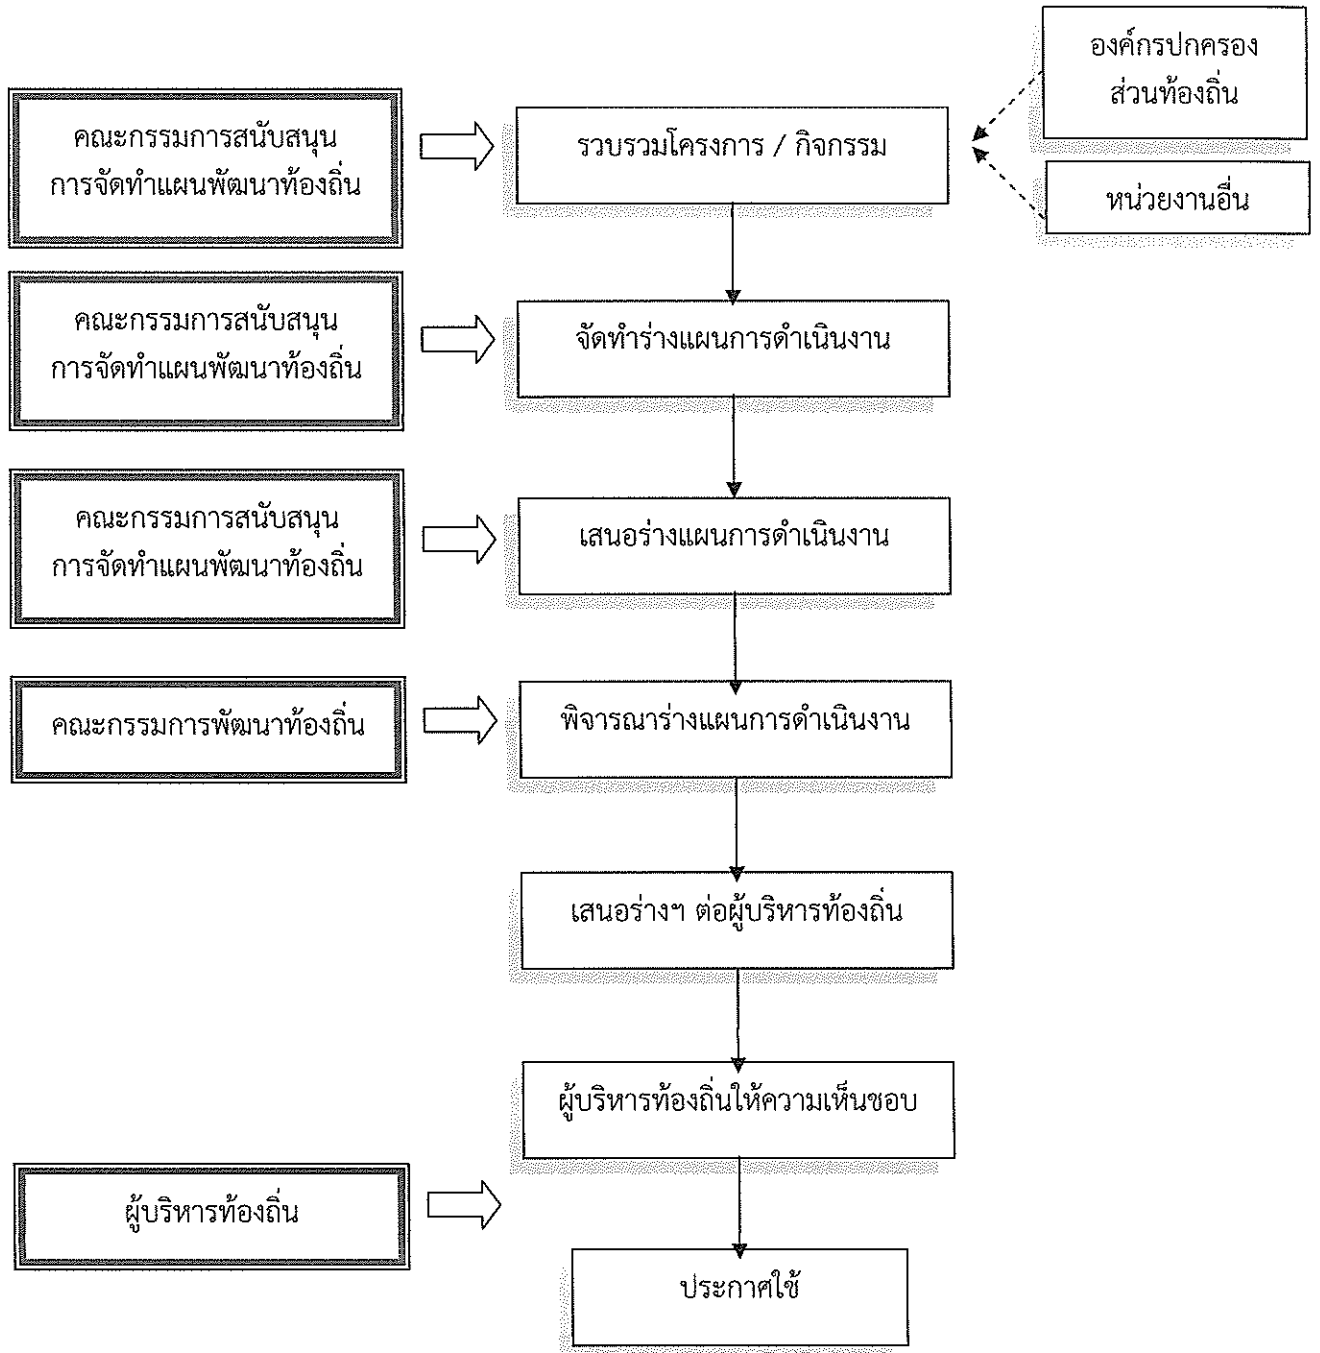 องค์กรปกครอง
ส่วนท้องถิ่น
คณะกรรมการสนับสนุน
การจัดทำแผนพัฒนาท้องถิ่น
รวบรวมโครงการ / กิจกรรม
หน่วยงานอื่น
คณะกรรมการสนับสนุน
การจัดทำแผนพัฒนาท้องถิ่น
จัดทำร่างแผนการดำเนินงาน
คณะกรรมการสนับสนุน
การจัดทำแผนพัฒนาท้องถิ่น
เสนอร่างแผนการดำเนินงาน
คณะกรรมการพัฒนาท้องถิ่น
พิจารณาร่างแผนการดำเนินงาน
เสนอร่างฯ ต่อผู้บริหารท้องถิ่น
ผู้บริหารท้องถิ่นให้ความเห็นชอบ
ผู้บริหารท้องถิ่น
ประกาศใช้